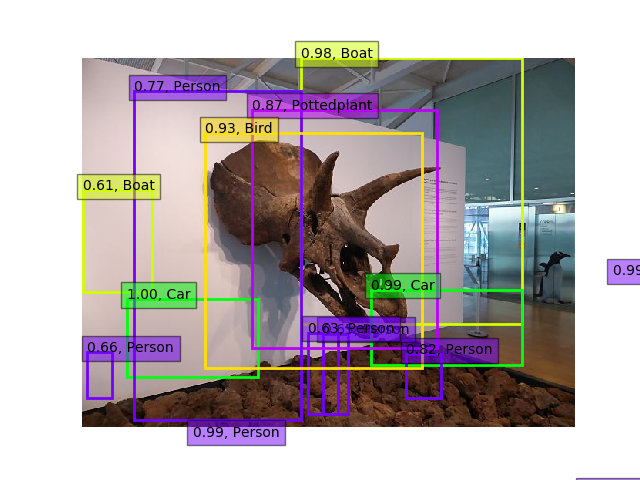 0.98, Boat
0.77, Person
0.87, Pottedplant
0.93, Bird
0.61, Boat
0.99
0.99, Car
1.00, Car
0.63, Person
0.66, Person
0.82, Person
0.99, Person